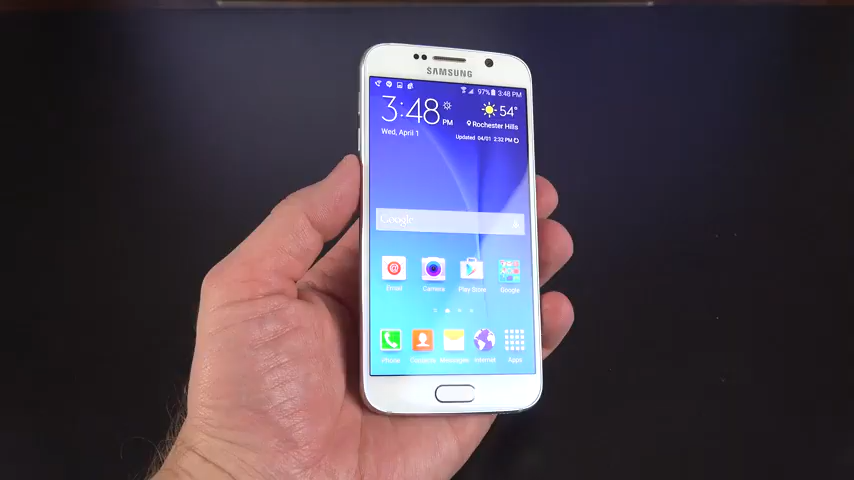 SAMSUNG
97% 3:48 PM
3:48 PM
54°
Rochester Hills
Wed, April 1
Updated 04/01 2:32 PM
Google
Email Camera Play Store Google
Phone Contacts Messages Internet Apps